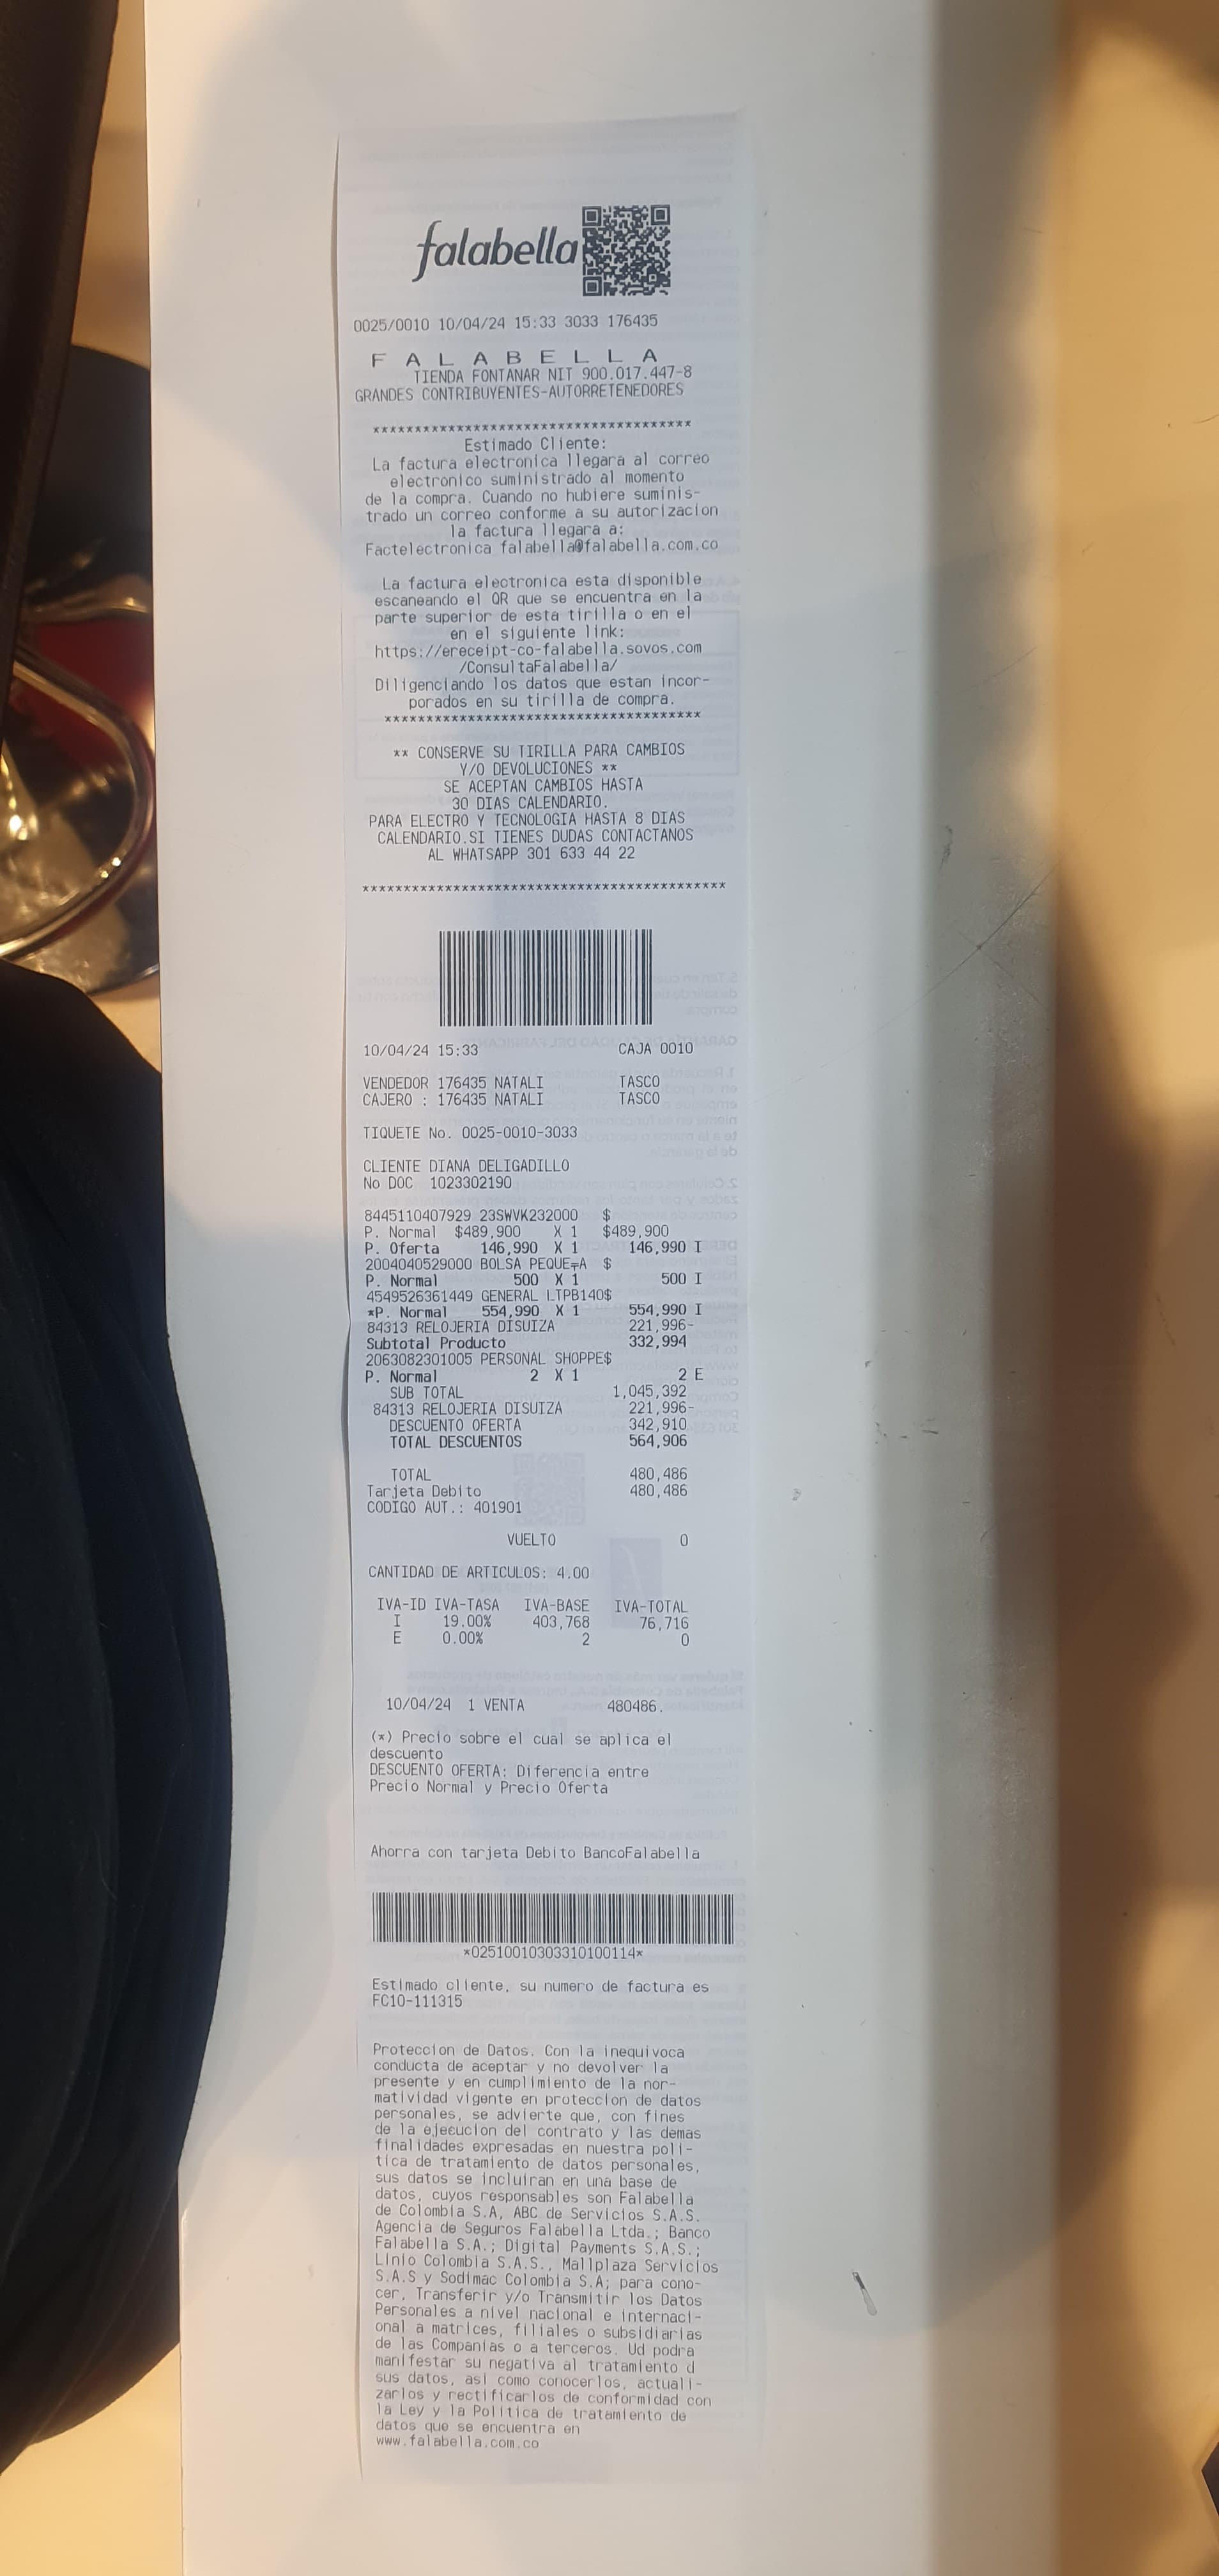 falabella
0025/0010 10/04/24 15:33 3033 176435
F A L A B E L L A
TIENDA FONTANAR NIT 900.017.447-8
GRANDES CONTRIBUYENTES-AUTORRETENEDORES
**************************************
Estimado Cliente:
La factura electronica llegara al correo
electronico suministrado al momento
de la compra. Cuando no hubiere suminis-
trado un correo conforme a su autorizacion
la factura llegara a:
Factelectronica falabella@falabella.com.co
La factura electronica esta disponible
escaneando el QR que se encuentra en la
parte superior de esta tirilla o en el
en el siguiente link:
https://ereceipt-co-falabella.sovos.com
/ConsultaFalabella/
Diligenciando los datos que estan incor-
porados en su tirilla de compra.
**************************************
** CONSERVE SU TIRILLA PARA CAMBIOS
Y/O DEVOLUCIONES **
SE ACEPTAN CAMBIOS HASTA
30 DIAS CALENDARIO.
PARA ELECTRO Y TECNOLOGIA HASTA 8 DIAS
CALENDARIO.SI TIENES DUDAS CONTACTANOS
AL WHATSAPP 301 633 44 22
********************************************
10/04/24 15:33 CAJA 0010
VENDEDOR 176435 NATALI TASCO
CAJERO : 176435 NATALI TASCO
TIQUETE No. 0025-0010-3033
CLIENTE DIANA DELIGADILLO
No DOC 1023302190
8445110407929 23SWVK232000 $
P. Normal $489,900 X 1 $489,900
P. Oferta 146,990 X 1 146,990 I
2004040529000 BOLSA PEQUE╤A $
P. Normal 500 X 1 500 I
4549526361449 GENERAL LTPB140$
*P. Normal 554,990 X 1 554,990 I
84313 RELOJERIA DISUIZA 221,996-
Subtotal Producto 332,994
2063082301005 PERSONAL SHOPPE$
P. Normal 2 X 1 2 E
SUB TOTAL 1,045,392
84313 RELOJERIA DISUIZA 221,996-
DESCUENTO OFERTA 342,910
TOTAL DESCUENTOS 564,906
TOTAL 480,486
Tarjeta Debito 480,486
CODIGO AUT.: 401901
VUELTO 0
CANTIDAD DE ARTICULOS: 4.00
IVA-ID IVA-TASA IVA-BASE IVA-TOTAL
I 19.00% 403,768 76,716
E 0.00% 2 0
10/04/24 1 VENTA 480486.
(*) Precio sobre el cual se aplica el
descuento
DESCUENTO OFERTA: Diferencia entre
Precio Normal y Precio Oferta
Ahorra con tarjeta Debito BancoFalabella
*02510010303310100114*
Estimado cliente, su numero de factura es
FC10-111315
Proteccion de Datos. Con la inequivoca
conducta de aceptar y no devolver la
presente y en cumplimiento de la nor-
matividad vigente en proteccion de datos
personales, se advierte que, con fines
de la ejecucion del contrato y las demas
finalidades expresadas en nuestra poli-
tica de tratamiento de datos personales,
sus datos se incluiran en una base de
datos, cuyos responsables son Falabella
de Colombia S.A, ABC de Servicios S.A.S.
Agencia de Seguros Falabella Ltda.; Banco
Falabella S.A.; Digital Payments S.A.S.;
Linio Colombia S.A.S., Mallplaza Servicios
S.A.S y Sodimac Colombia S.A; para cono-
cer, Transferir y/o Transmitir los Datos
Personales a nivel nacional e internaci-
onal a matrices, filiales o subsidiarias
de las Companias o a terceros. Ud podra
manifestar su negativa al tratamiento d
sus datos, asi como conocerlos, actuali-
zarlos y rectificarlos de conformidad con
la Ley y la Politica de tratamiento de
datos que se encuentra en
www.falabella.com.co